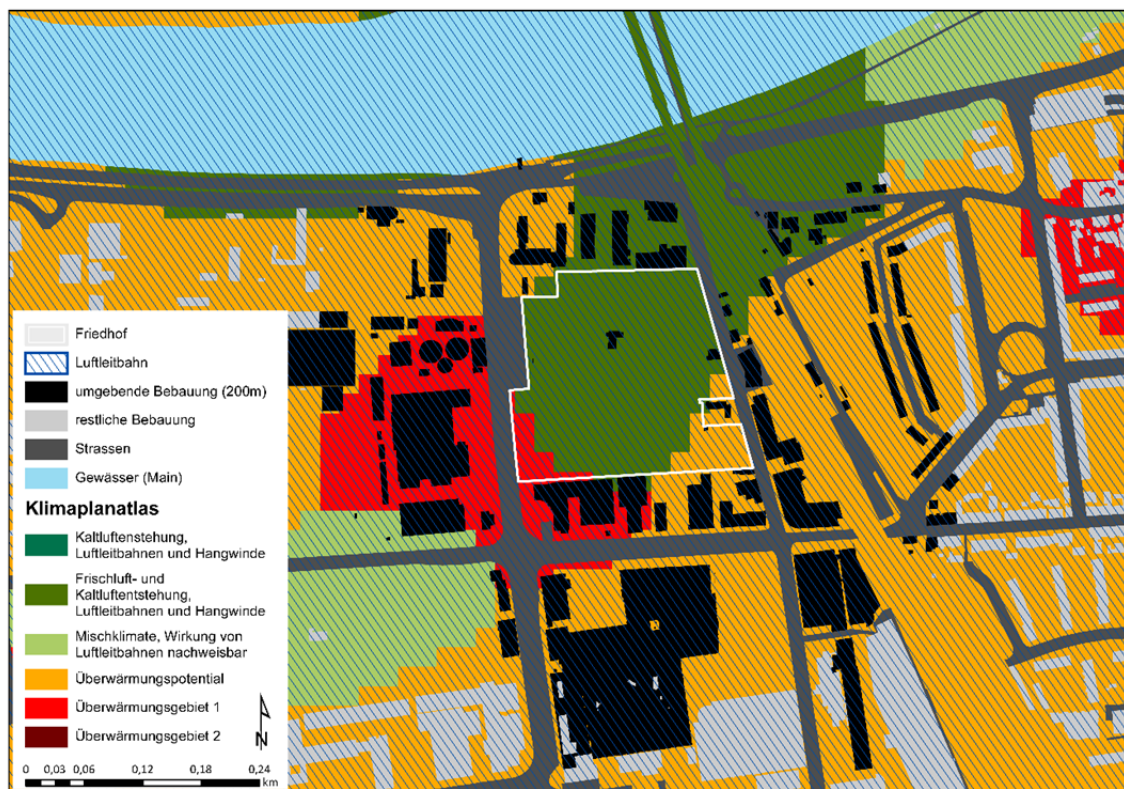 Friedhof
Luftleitbahn
umgebende Bebauung (200m)
restliche Bebauung
Strassen
Gewässer (Main)
Klimaplanatlas
Kaltluftenstehung,
Luftleitbahnen und Hangwinde
Frischluft- und
Kaltluftentstehung,
Luftleitbahnen und Hangwinde
Mischklimate, Wirkung von
Luftleitbahnen nachweisbar
Überwärmungspotential
Überwärmungsgebiet 1
Überwärmungsgebiet 2
N
0 0,03 0,06 0,12 0,18 0,24
km